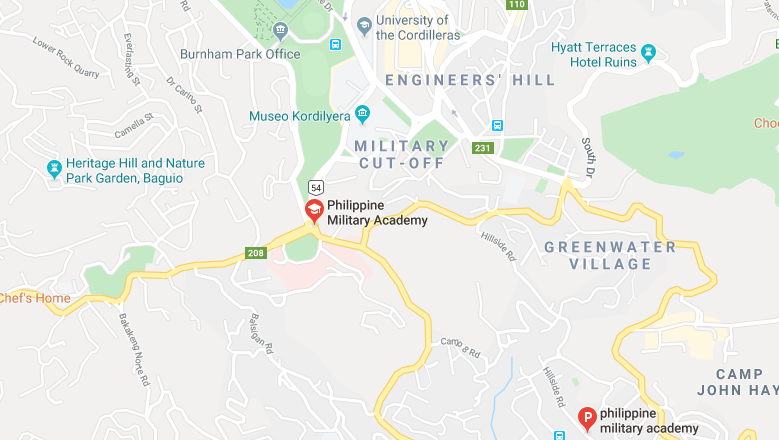 110
University of
the Cordilleras
Burnham Park Office
Hyatt Terraces
Hotel Ruins
Lower Rock Quarry
Everlasting St
Dr Carino St
ENGINEERS' HILL
Museo Kordilyera
Camella St
MILITARY
CUT-OFF
231
South Dr
Choc
Heritage Hill and Nature
Park Garden, Baguio
54
Philippine
Military Academy
Hillside Rd
GREENWATER
VILLAGE
208
Chef's Home
Bakakeng Norte Rd
Balsigan Rd
Camp 8 Rd
Hillside Rd
CAMP
JOHN HAY
P
philippine
military academy